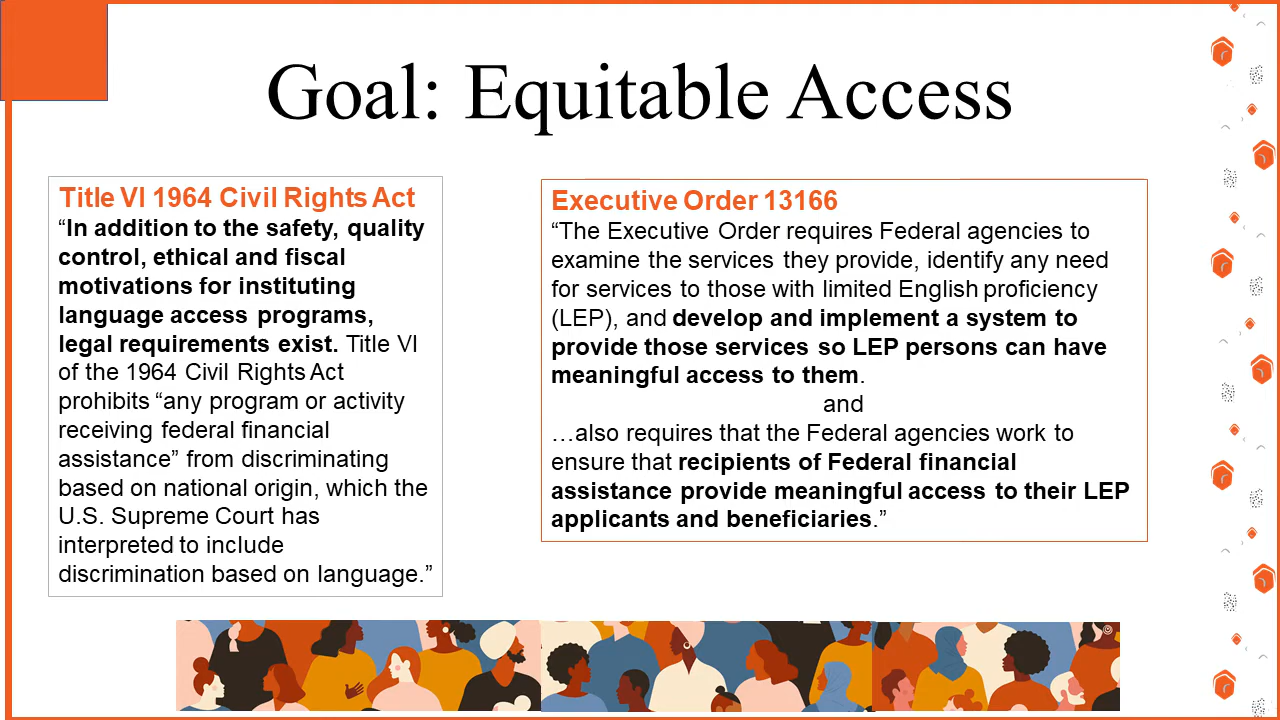 Goal: Equitable Access
Title VI 1964 Civil Rights Act
“In addition to the safety, quality
control, ethical and fiscal
motivations for instituting
language access programs,
legal requirements exist. Title VI
of the 1964 Civil Rights Act
prohibits “any program or activity
receiving federal financial
assistance” from discriminating
based on national origin, which the
U.S. Supreme Court has
interpreted to include
discrimination based on language.”
Executive Order 13166
“The Executive Order requires Federal agencies to
examine the services they provide, identify any need
for services to those with limited English proficiency
(LEP), and develop and implement a system to
provide those services so LEP persons can have
meaningful access to them.
and
…also requires that the Federal agencies work to
ensure that recipients of Federal financial
assistance provide meaningful access to their LEP
applicants and beneficiaries.”